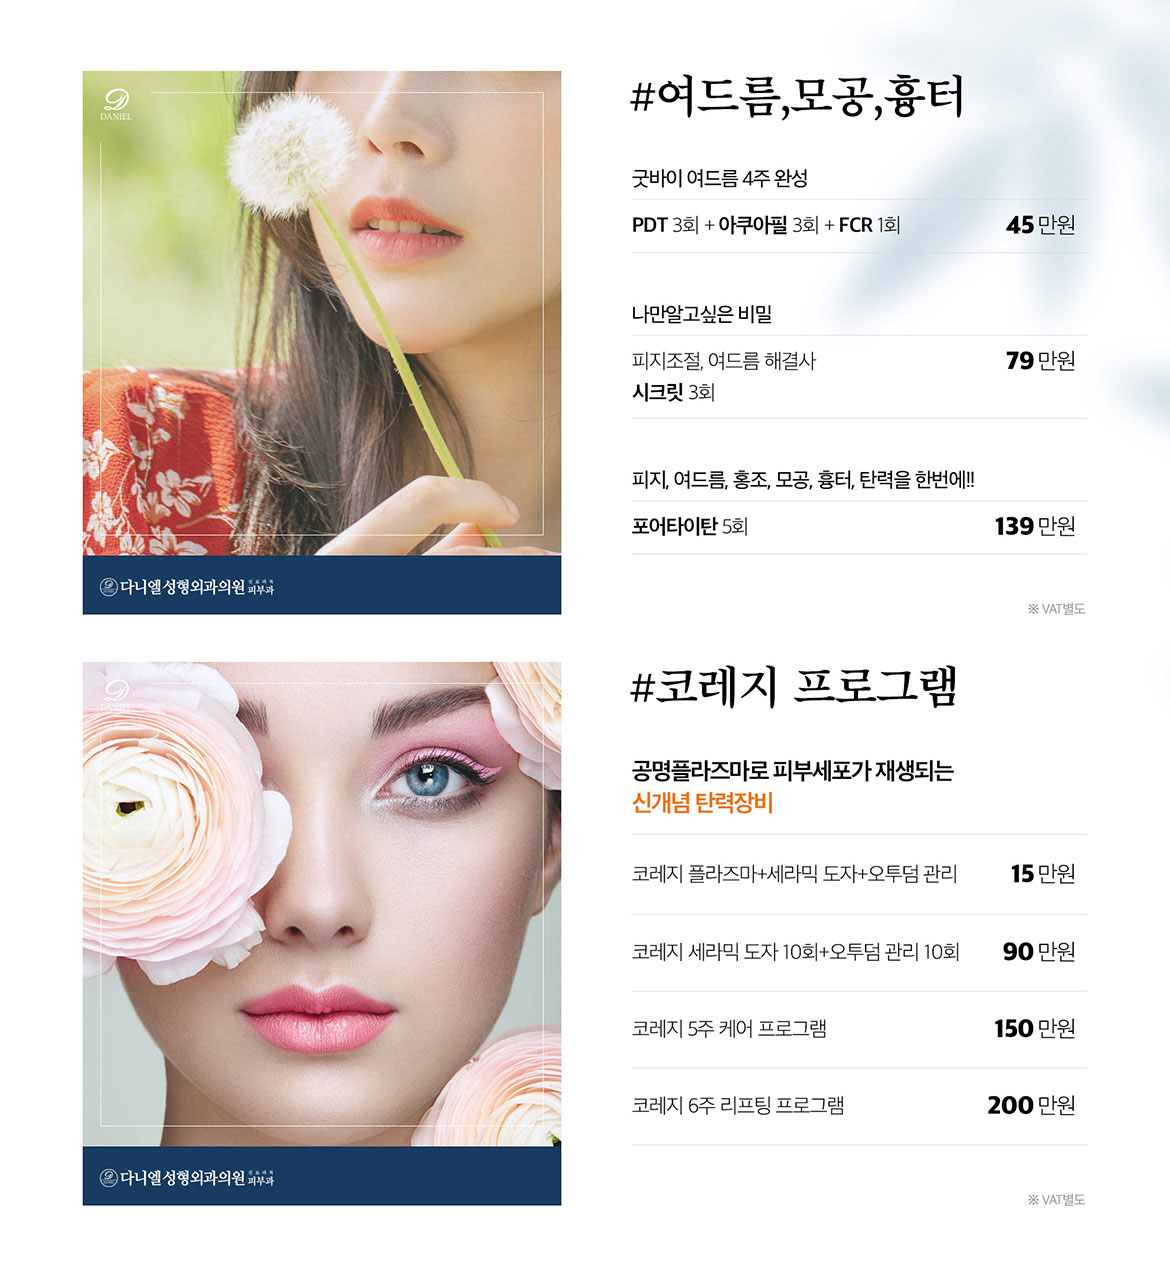 DANIEL
#여드름,모공,흉터
굿바이 여드름 4주 완성
PDT 3회 + 아쿠아필 3회 + FCR 1회 45 만원
나만알고싶은 비밀
피지조절, 여드름 해결사 79 만원
시크릿 3회
피지, 여드름, 홍조, 모공, 흉터, 탄력을 한번에!!
포어타이탄 5회 139 만원
다니엘성형외과의원 진료과목 피부과
※ VAT별도
DANIEL
#코레지 프로그램
공명플라즈마로 피부세포가 재생되는
신개념 탄력장비
코레지 플라즈마+세라믹 도자+오투덤 관리 15 만원
코레지 세라믹 도자 10회+오투덤 관리 10회 90 만원
코레지 5주 케어 프로그램 150 만원
코레지 6주 리프팅 프로그램 200 만원
다니엘성형외과의원 진료과목 피부과
※ VAT별도